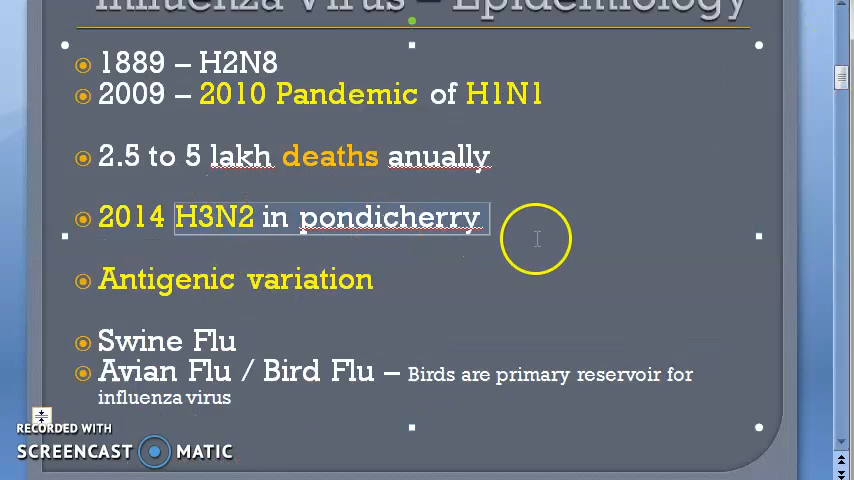 Influenza Virus – Epidemiology
1889 – H2N8
2009 – 2010 Pandemic of H1N1
2.5 to 5 lakh deaths anually
2014 H3N2 in pondicherry
Antigenic variation
Swine Flu
Avian Flu / Bird Flu – Birds are primary reservoir for
influenza virus
RECORDED WITH
SCREENCAST MATIC